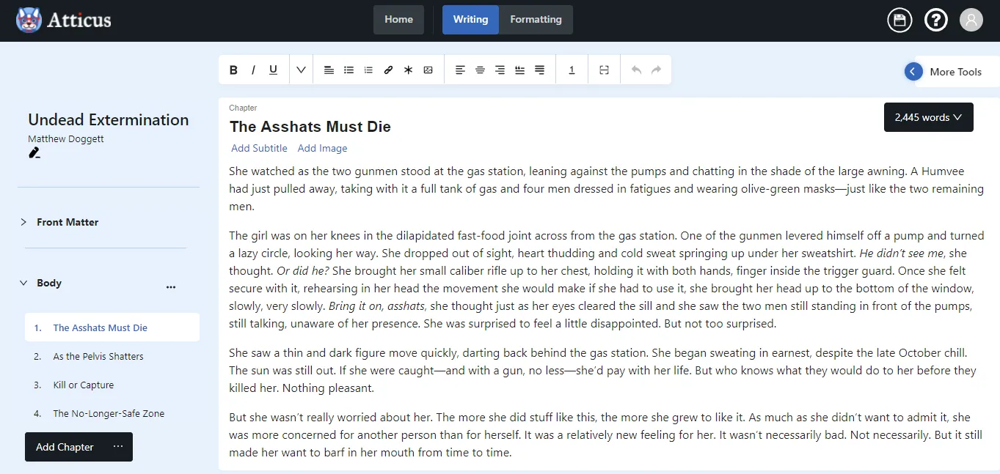 Atticus
Home
Writing
Formatting
B I U
1
More Tools
Undead Extermination
Matthew Doggett
Front Matter
Body
...
1. The Asshats Must Die
2. As the Pelvis Shatters
3. Kill or Capture
4. The No-Longer-Safe Zone
Add Chapter ...
Chapter
The Asshats Must Die
2,445 words
Add Subtitle Add Image
She watched as the two gunmen stood at the gas station, leaning against the pumps and chatting in the shade of the large awning. A Humvee
had just pulled away, taking with it a full tank of gas and four men dressed in fatigues and wearing olive-green masks—just like the two remaining
men.
The girl was on her knees in the dilapidated fast-food joint across from the gas station. One of the gunmen levered himself off a pump and turned
a lazy circle, looking her way. She dropped out of sight, heart thudding and cold sweat springing up under her sweatshirt. He didn’t see me, she
thought. Or did he? She brought her small caliber rifle up to her chest, holding it with both hands, finger inside the trigger guard. Once she felt
secure with it, rehearsing in her head the movement she would make if she had to use it, she brought her head up to the bottom of the window,
slowly, very slowly. Bring it on, asshats, she thought just as her eyes cleared the sill and she saw the two men still standing in front of the pumps,
still talking, unaware of her presence. She was surprised to feel a little disappointed. But not too surprised.
She saw a thin and dark figure move quickly, darting back behind the gas station. She began sweating in earnest, despite the late October chill.
The sun was still out. If she were caught—and with a gun, no less—she’d pay with her life. But who knows what they would do to her before they
killed her. Nothing pleasant.
But she wasn’t really worried about her. The more she did stuff like this, the more she grew to like it. As much as she didn’t want to admit it, she
was more concerned for another person than for herself. It was a relatively new feeling for her. It wasn’t necessarily bad. Not necessarily. But it still
made her want to barf in her mouth from time to time.